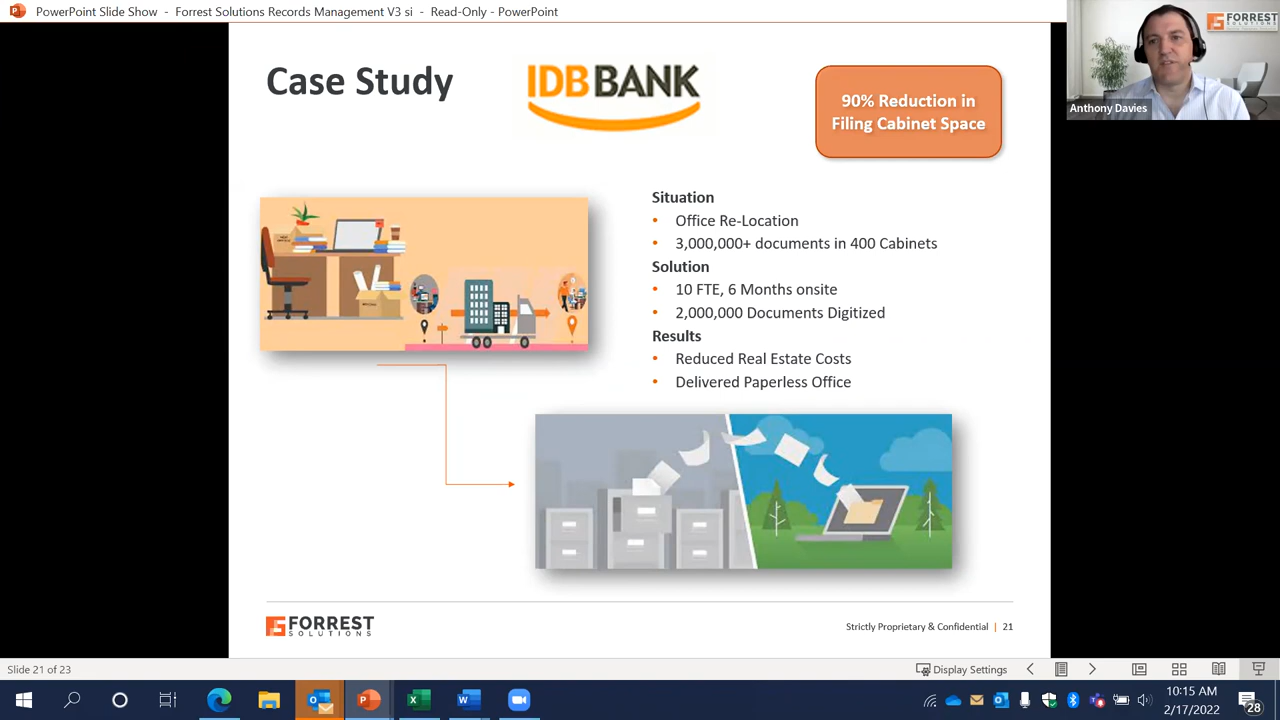 PowerPoint Slide Show - Forrest Solutions Records Management V3 si - Read-Only - PowerPoint
FORREST
SOLUTIONS
Anthony Davies
Case Study
IDB BANK
90% Reduction in
Filing Cabinet Space
Situation
• Office Re-Location
• 3,000,000+ documents in 400 Cabinets
Solution
• 10 FTE, 6 Months onsite
• 2,000,000 Documents Digitized
Results
• Reduced Real Estate Costs
• Delivered Paperless Office
FORREST
SOLUTIONS
Strictly Proprietary & Confidential | 21
Slide 21 of 23
Display Settings
10:15 AM
2/17/2022
28